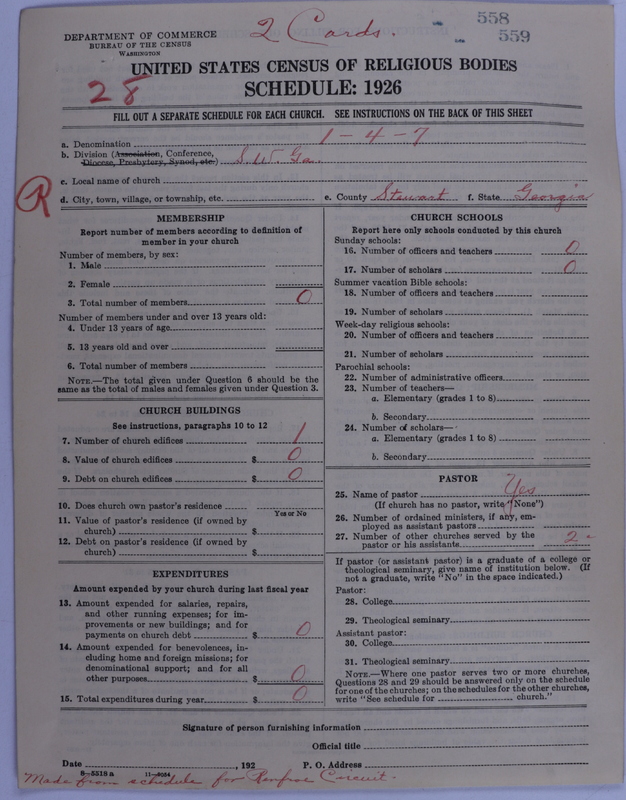 DEPARTMENT OF COMMERCE
BUREAU OF THE CENSUS
WASHINGTON
2 Cards.
558
559
UNITED STATES CENSUS OF RELIGIOUS BODIES
28
SCHEDULE: 1926
FILL OUT A SEPARATE SCHEDULE FOR EACH CHURCH. SEE INSTRUCTIONS ON THE BACK OF THIS SHEET
a. Denomination 1-4-7
b. Division (Association, Conference, Diocese, Presbytery, Synod, etc.) S. W. Ga.
c. Local name of church
R
d. City, town, village, or township, etc. e. County Stewart f. State Georgia
MEMBERSHIP
Report number of members according to definition of
member in your church
Number of members, by sex:
1. Male
2. Female
3. Total number of members 0
Number of members under and over 13 years old:
4. Under 13 years of age
5. 13 years old and over
6. Total number of members
NOTE.—The total given under Question 6 should be the
same as the total of males and females given under Question 3.
CHURCH BUILDINGS
See instructions, paragraphs 10 to 12
7. Number of church edifices 1
8. Value of church edifices $ 0
9. Debt on church edifices $ 0
10. Does church own pastor's residence
Yes or No
11. Value of pastor's residence (if owned by
church) $
12. Debt on pastor's residence (if owned by
church) $
EXPENDITURES
Amount expended by your church during last fiscal year
13. Amount expended for salaries, repairs,
and other running expenses; for im-
provements or new buildings; and for
payments on church debt $ 0
14. Amount expended for benevolences, in-
cluding home and foreign missions; for
denominational support; and for all
other purposes $ 0
15. Total expenditures during year $ 0
CHURCH SCHOOLS
Report here only schools conducted by this church
Sunday schools:
16. Number of officers and teachers 0
17. Number of scholars 0
Summer vacation Bible schools:
18. Number of officers and teachers
19. Number of scholars
Week-day religious schools:
20. Number of officers and teachers
21. Number of scholars
Parochial schools:
22. Number of administrative officers
23. Number of teachers—
a. Elementary (grades 1 to 8)
b. Secondary
24. Number of scholars—
a. Elementary (grades 1 to 8)
b. Secondary
PASTOR
25. Name of pastor Yes
(If church has no pastor, write "None")
26. Number of ordained ministers, if any, em-
ployed as assistant pastors
27. Number of other churches served by the
pastor or his assistants 2
If pastor (or assistant pastor) is a graduate of a college or
theological seminary, give name of institution below. (If
not a graduate, write "No" in the space indicated.)
Pastor:
28. College
29. Theological seminary
Assistant pastor:
30. College
31. Theological seminary
NOTE.—Where one pastor serves two or more churches,
Questions 28 and 29 should be answered only on the schedule
for one of the churches; on the schedules for the other churches,
write "See schedule for church."
Signature of person furnishing information
Official title
Date , 192 P. O. Address
8—5518 a 11—9064
Made from schedule for Renfroe Circuit.